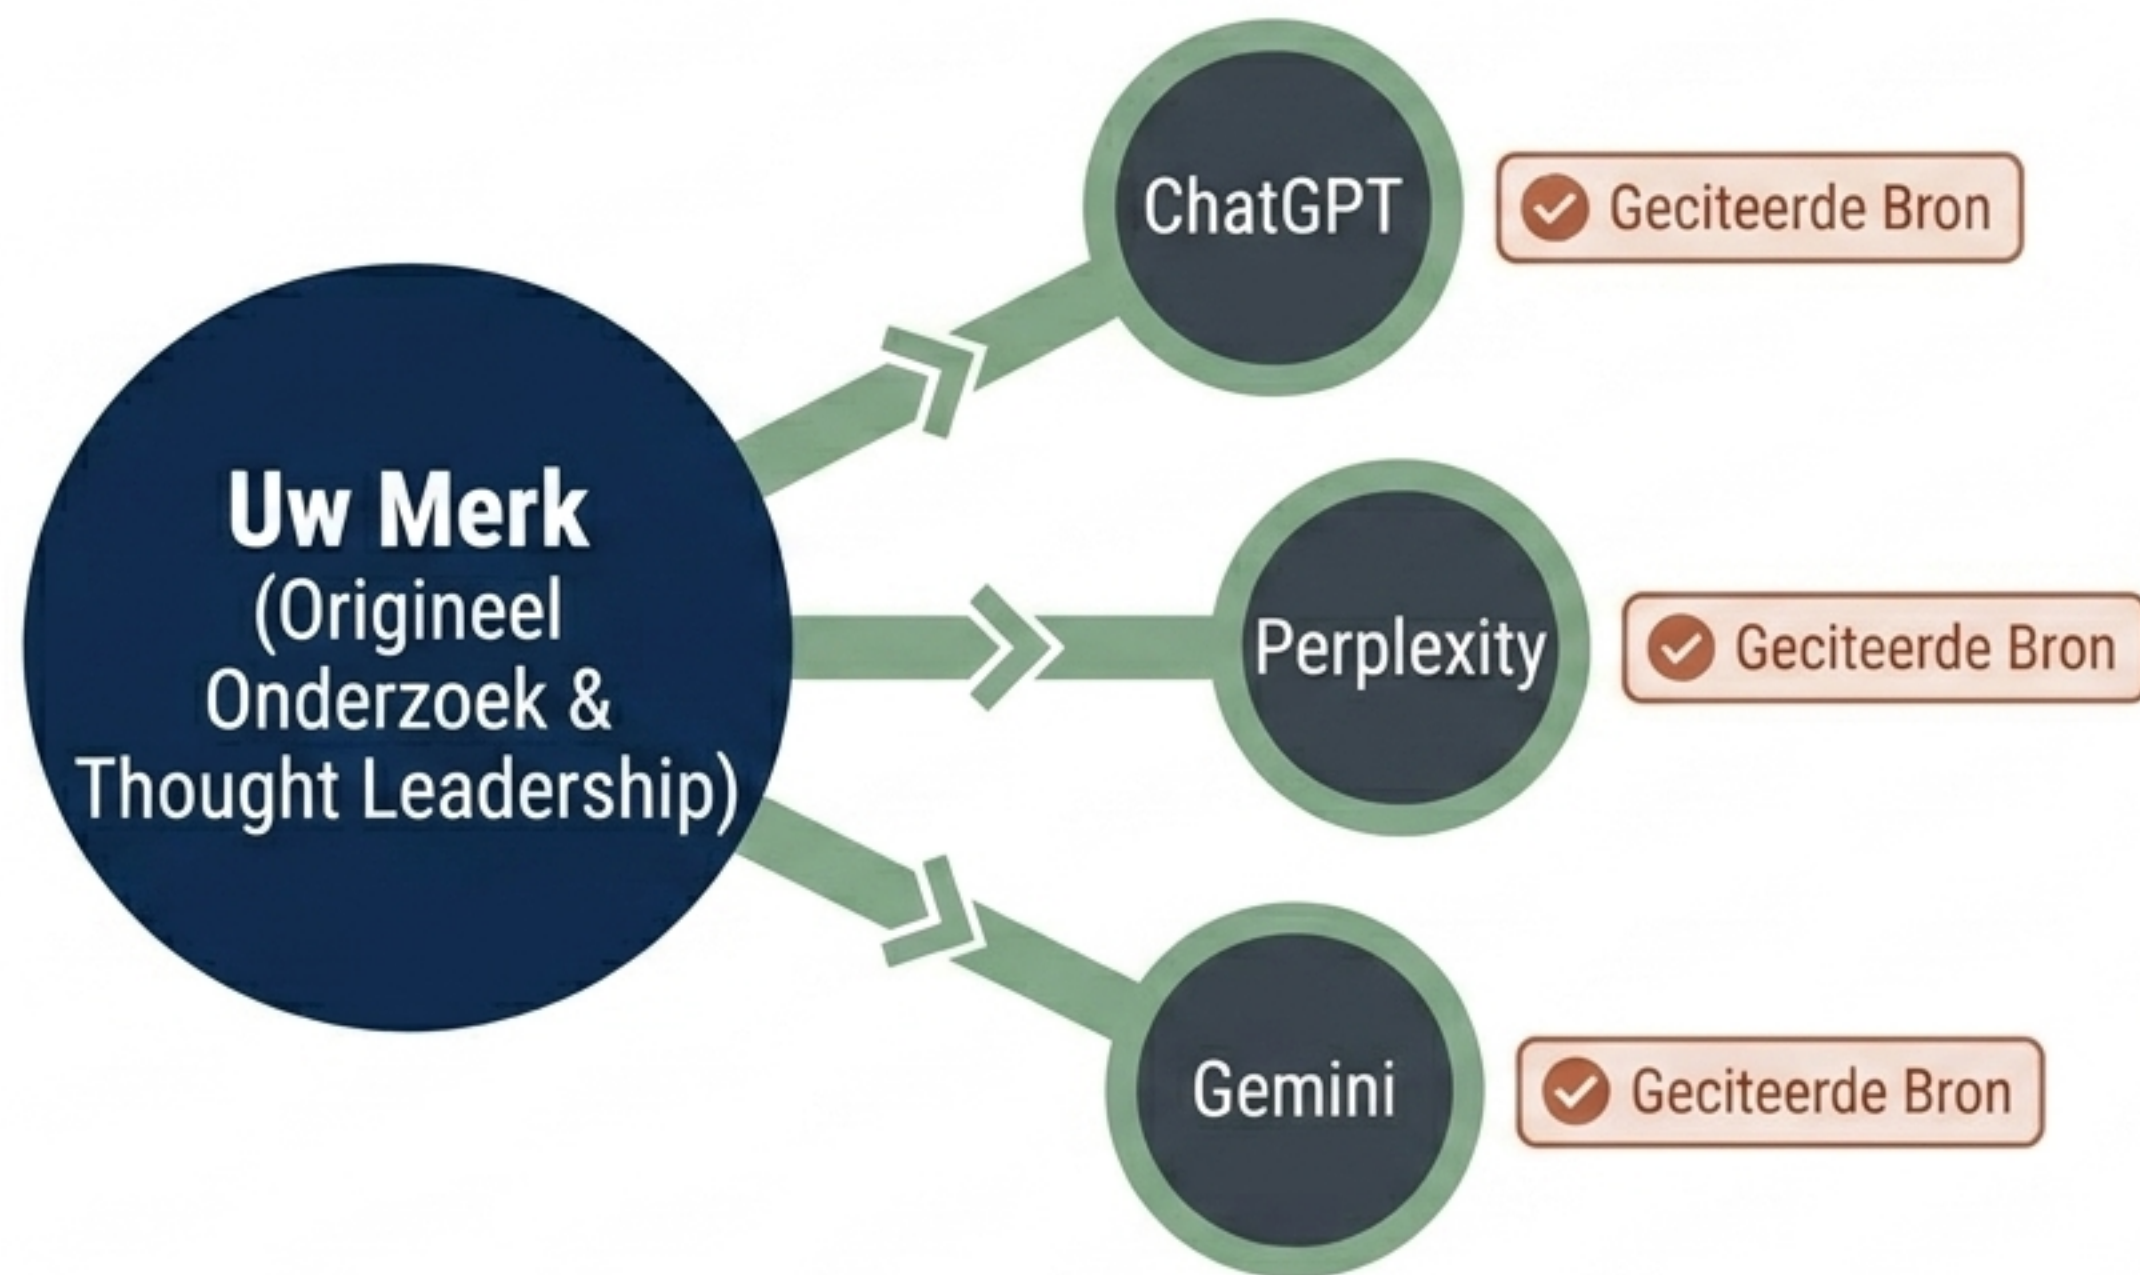 Uw Merk
(Origineel
Onderzoek &
Thought Leadership)
ChatGPT
Geciteerde Bron
Perplexity
Geciteerde Bron
Gemini
Geciteerde Bron